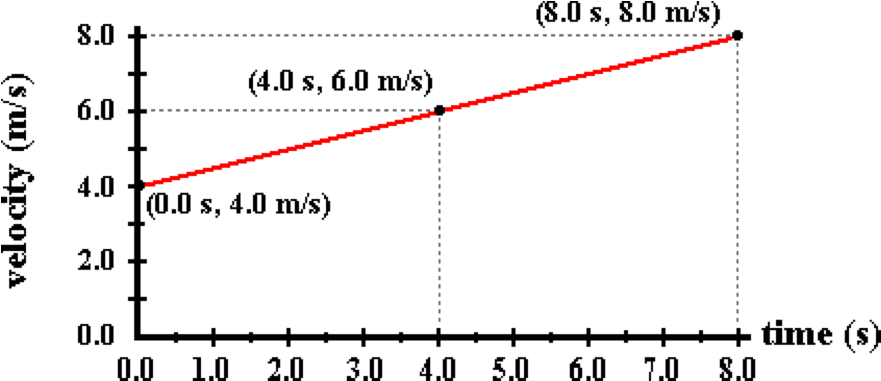 (8.0 s, 8.0 m/s)
8.0
(4.0 s, 6.0 m/s)
6.0
velocity (m/s)
4.0
(0.0 s, 4.0 m/s)
2.0
0.0
time (s)
0.0 1.0 2.0 3.0 4.0 5.0 6.0 7.0 8.0